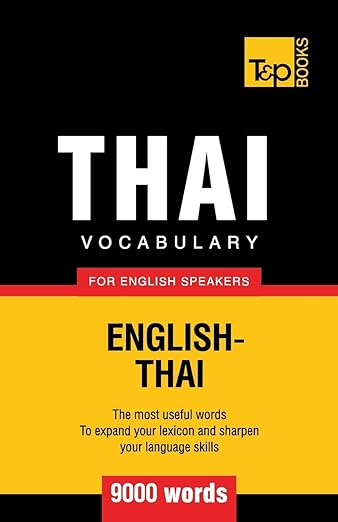 T&p
BOOKS
THAI
VOCABULARY
FOR ENGLISH SPEAKERS
ENGLISH-
THAI
The most useful words
To expand your lexicon and sharpen
your language skills
9000 words